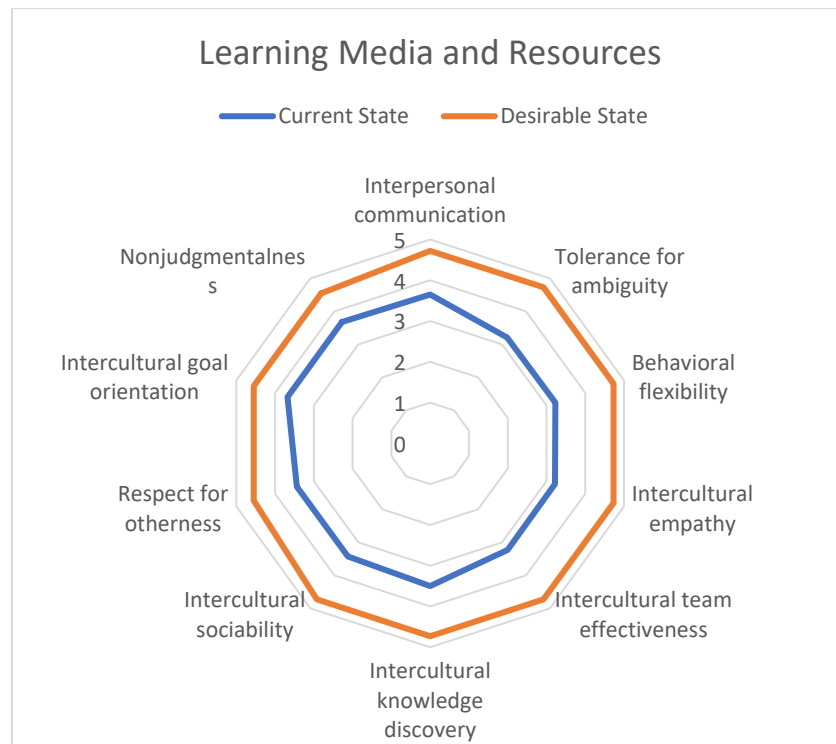 Learning Media and Resources
Current State
Desirable State
Interpersonal
communication
Tolerance for
ambiguity
Behavioral
flexibility
Intercultural
empathy
Intercultural team
effectiveness
Intercultural
knowledge
discovery
Intercultural
sociability
Respect for
otherness
Intercultural goal
orientation
Nonjudgmentalnes
s
5
4
3
2
1
0